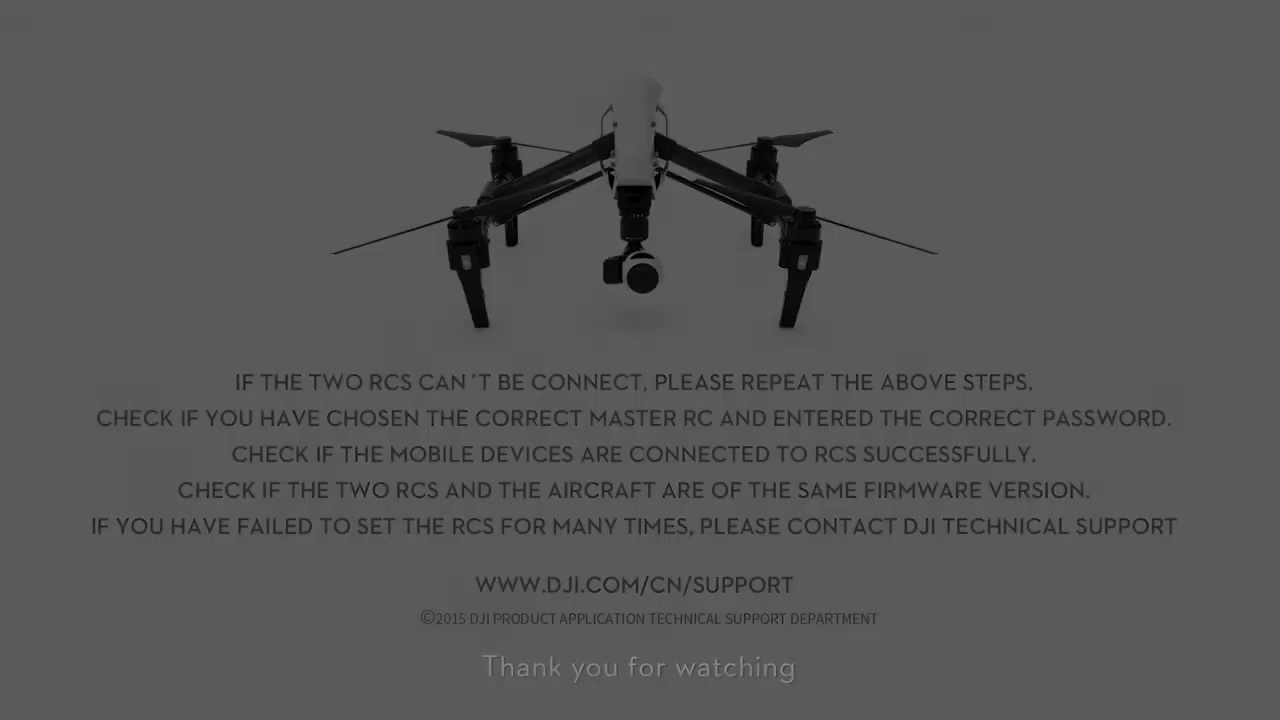 IF THE TWO RCS CAN´T BE CONNECT, PLEASE REPEAT THE ABOVE STEPS.
CHECK IF YOU HAVE CHOSEN THE CORRECT MASTER RC AND ENTERED THE CORRECT PASSWORD.
CHECK IF THE MOBILE DEVICES ARE CONNECTED TO RCS SUCCESSFULLY.
CHECK IF THE TWO RCS AND THE AIRCRAFT ARE OF THE SAME FIRMWARE VERSION.
IF YOU HAVE FAILED TO SET THE RCS FOR MANY TIMES, PLEASE CONTACT DJI TECHNICAL SUPPORT
WWW.DJI.COM/CN/SUPPORT
©2015 DJI PRODUCT APPLICATION TECHNICAL SUPPORT DEPARTMENT
Thank you for watching